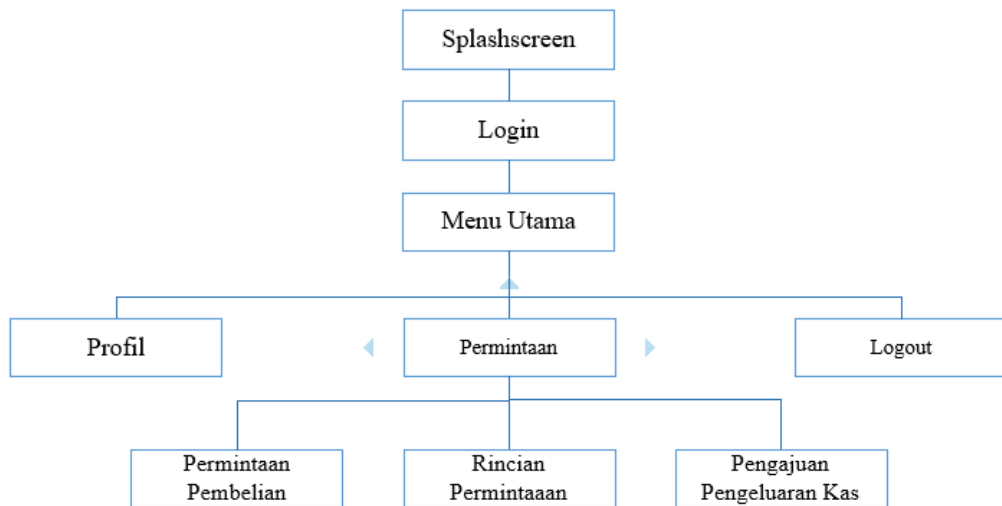 Splashscreen
Login
Menu Utama
Profil
Permintaan
Logout
Permintaan
Pembelian
Rincian
Permintaaan
Pengajuan
Pengeluaran Kas